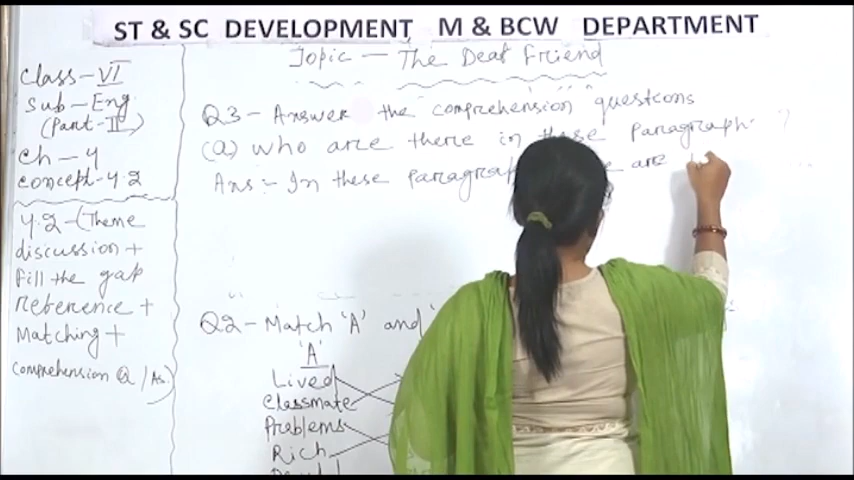 ST & SC DEVELOPMENT M & BCW DEPARTMENT
Topic - The Deaf Friend
Class-VI
Sub-Eng
(Part-II)
Ch-4
Concept-4.2
4.2-(Theme
discussion +
fill the gap
reference +
Matching +
Comprehension Q/As.)
Q3- Answer the comprehension questions
(a) Who are there in these paragraph ?
Ans:- In these are
Q2- Match 'A' and
'A'
Lived
Classmate
Problems
Rich